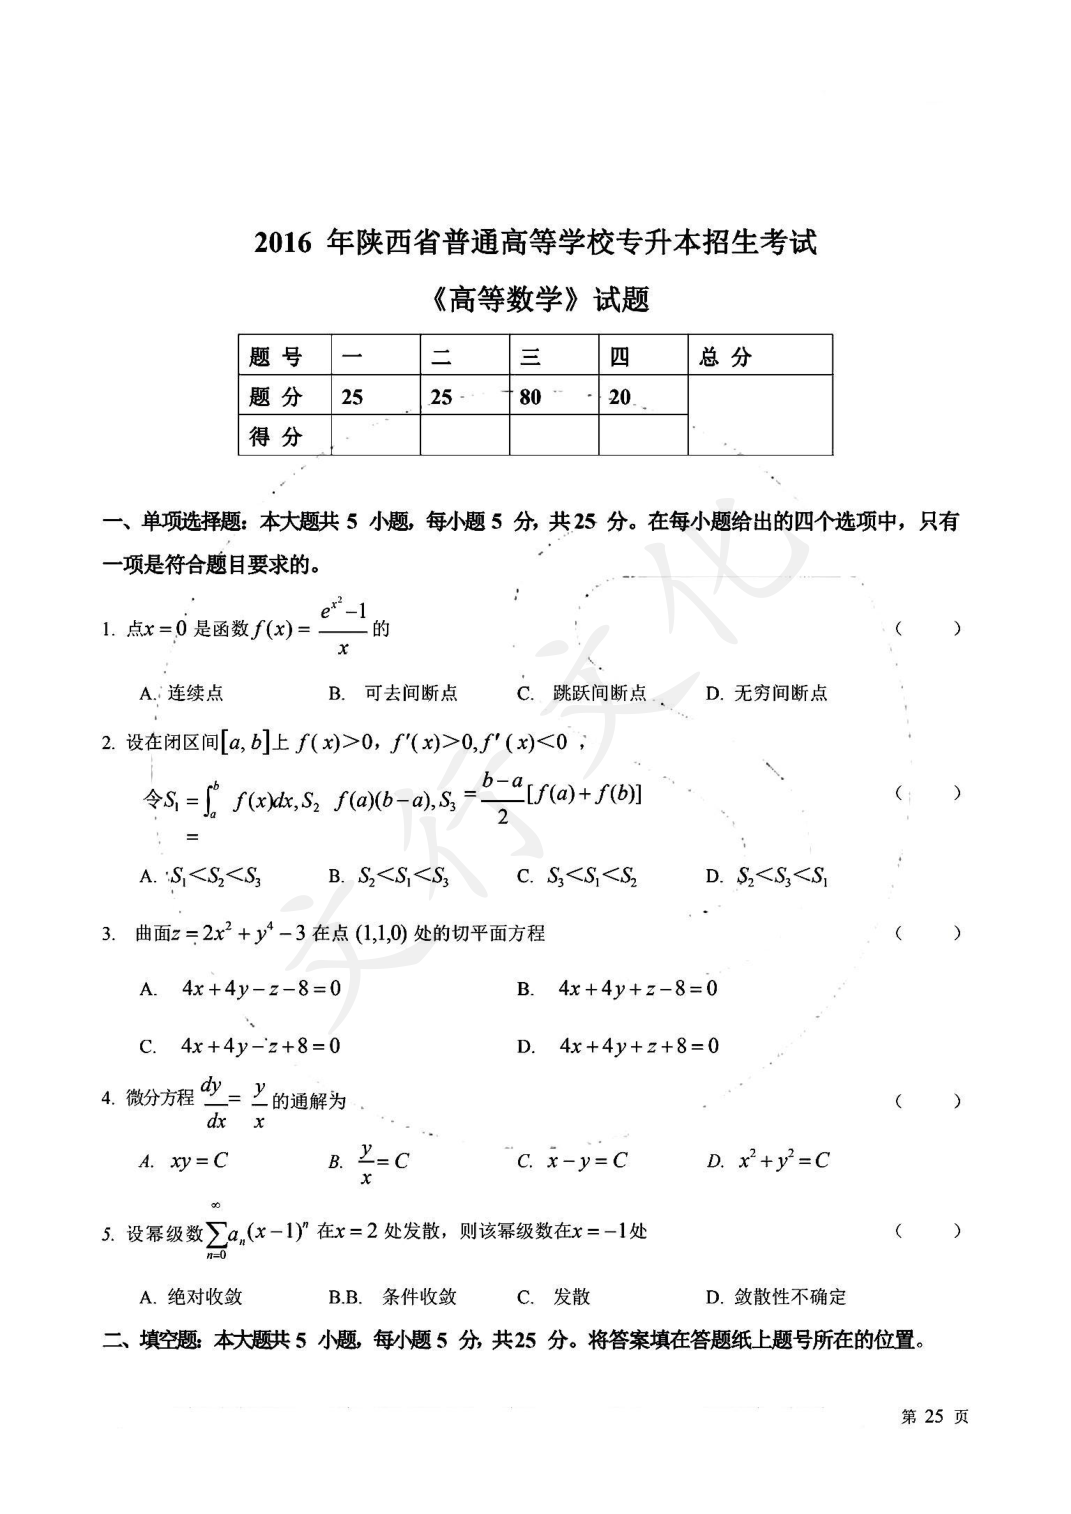 2016 年陕西省普通高等学校专升本招生考试
《高等数学》试题
题 号 一 二 三 四 总 分
题 分 25 25 80 20
得 分
一、单项选择题：本大题共 5 小题，每小题 5 分，共 25 分。在每小题给出的四个选项中，只有
一项是符合题目要求的。
1. 点x = 0 是函数 f(x) = (e^{x^2} − 1)/x 的 （ ）
A. 连续点 B. 可去间断点 C. 跳跃间断点 D. 无穷间断点
2. 设在闭区间[a, b]上 f(x)>0，f′(x)>0, f′(x)<0，
令S₁ = ∫_a^b f(x)dx, S₂ = f(a)(b−a), S₃ = (b−a)/2 [f(a)+f(b)] （ ）
A. S₁<S₂<S₃ B. S₂<S₁<S₃ C. S₃<S₁<S₂ D. S₂<S₃<S₁
3. 曲面z = 2x² + y⁴ − 3 在点 (1,1,0) 处的切平面方程 （ ）
A. 4x + 4y − z − 8 = 0 B. 4x + 4y + z − 8 = 0
C. 4x + 4y − z + 8 = 0 D. 4x + 4y + z + 8 = 0
4. 微分方程 dy/dx = y/x 的通解为 （ ）
A. xy = C B. y/x = C C. x − y = C D. x² + y² = C
5. 设幂级数 ∑_{n=0}^∞ aₙ(x − 1)ⁿ 在x = 2 处发散，则该幂级数在x = −1处 （ ）
A. 绝对收敛 B.B. 条件收敛 C. 发散 D. 敛散性不确定
二、填空题：本大题共 5 小题，每小题 5 分，共25 分。将答案填在答题纸上题号所在的位置。
第 25 页
文行文化